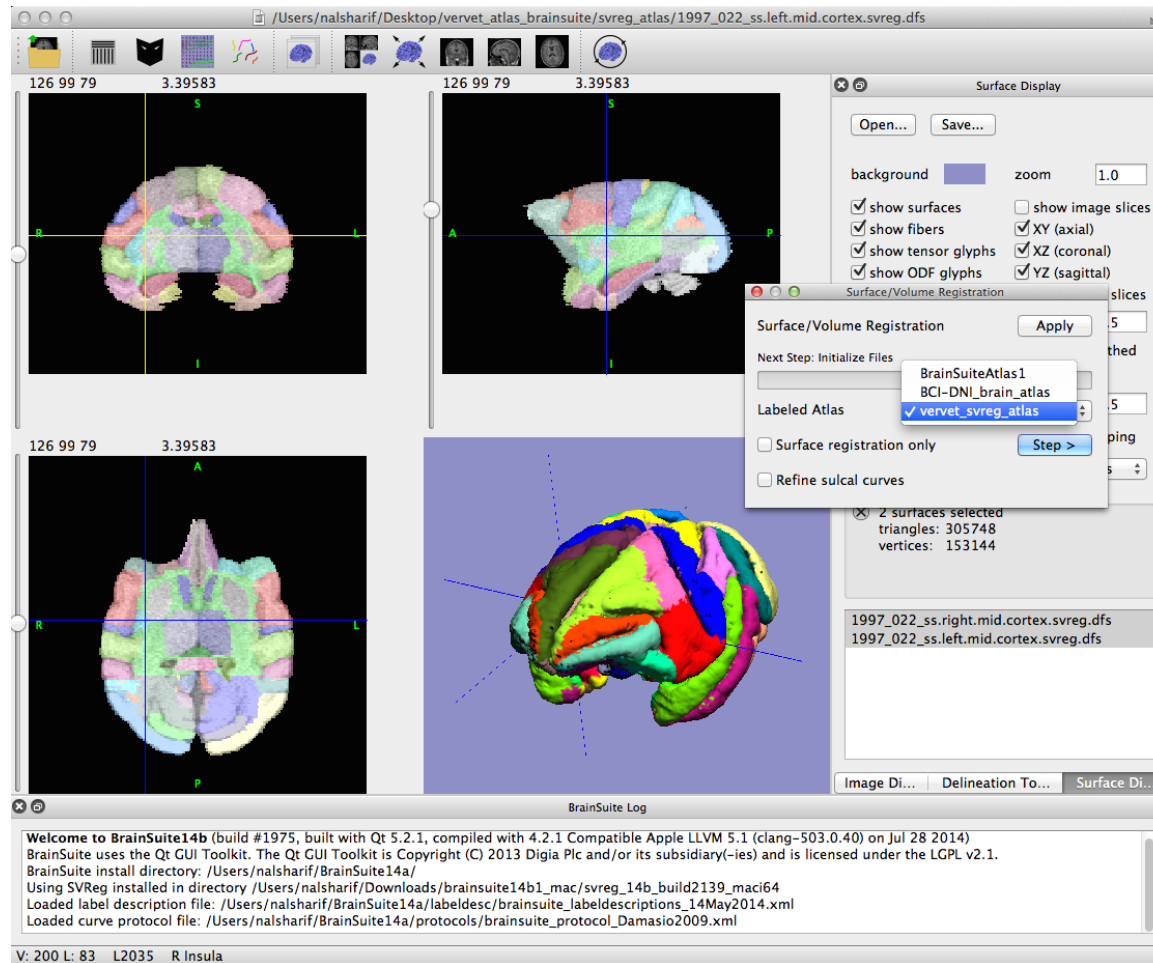 /Users/nalsharif/Desktop/vervet_atlas_brainsuite/svreg_atlas/1997_022_ss.left.mid.cortex.svreg.dfs
126 99 79 3.39583
S
R
L
I
126 99 79 3.39583
S
A
P
I
Surface Display
Open... Save...
background zoom 1.0
show surfaces show image slices
show fibers XY (axial)
show tensor glyphs XZ (coronal)
show ODF glyphs YZ (sagittal)
slices
.5
thed
.5
ping
s
Surface/Volume Registration
Surface/Volume Registration Apply
Next Step: Initialize Files
BrainSuiteAtlas1
BCI-DNI_brain_atlas
Labeled Atlas ✓ vervet_svreg_atlas
Surface registration only Step >
Refine sulcal curves
126 99 79 3.39583
A
R
L
P
2 surfaces selected
triangles: 305748
vertices: 153144
1997_022_ss.right.mid.cortex.svreg.dfs
1997_022_ss.left.mid.cortex.svreg.dfs
Image Di... Delineation To... Surface Di...
BrainSuite Log
Welcome to BrainSuite14b (build #1975, built with Qt 5.2.1, compiled with 4.2.1 Compatible Apple LLVM 5.1 (clang-503.0.40) on Jul 28 2014)
BrainSuite uses the Qt GUI Toolkit. The Qt GUI Toolkit is Copyright (C) 2013 Digia Plc and/or its subsidiary(-ies) and is licensed under the LGPL v2.1.
BrainSuite install directory: /Users/nalsharif/BrainSuite14a/
Using SVReg installed in directory /Users/nalsharif/Downloads/brainsuite14b1_mac/svreg_14b_build2139_maci64
Loaded label description file: /Users/nalsharif/BrainSuite14a/labeldesc/brainsuite_labeldescriptions_14May2014.xml
Loaded curve protocol file: /Users/nalsharif/BrainSuite14a/protocols/brainsuite_protocol_Damasio2009.xml
V: 200 L: 83 L2035 R Insula